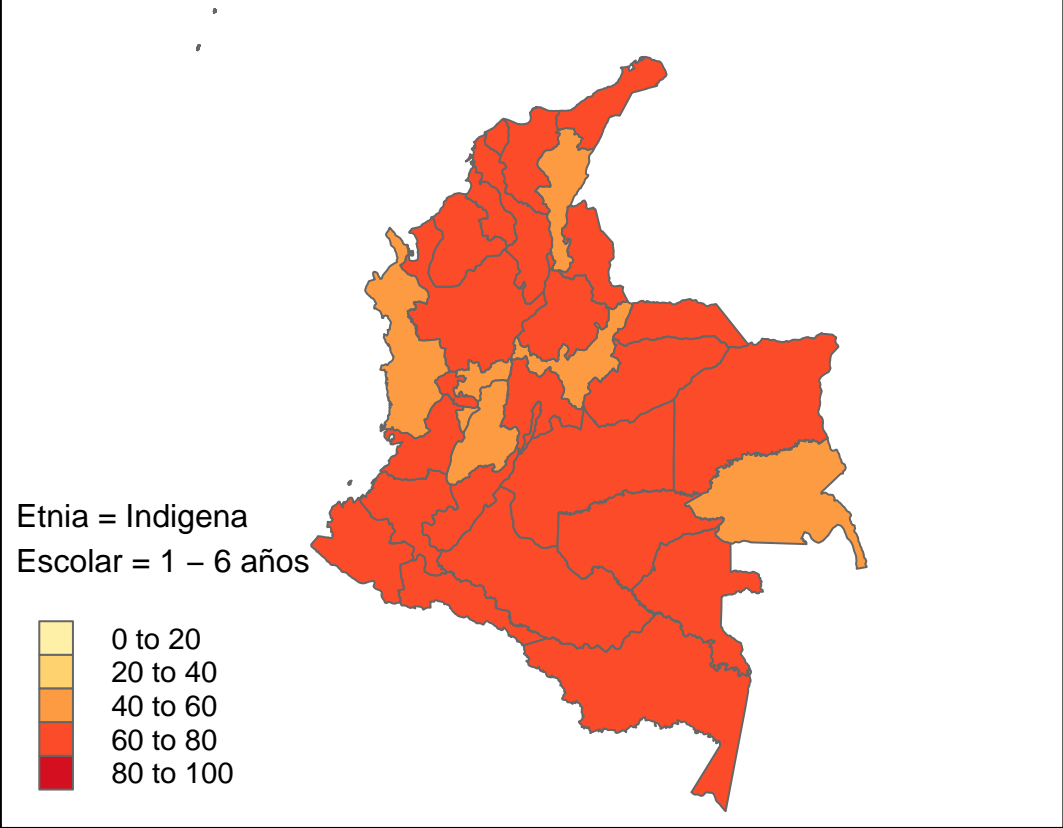 Etnia = Indigena
Escolar = 1 – 6 años
0 to 20
20 to 40
40 to 60
60 to 80
80 to 100